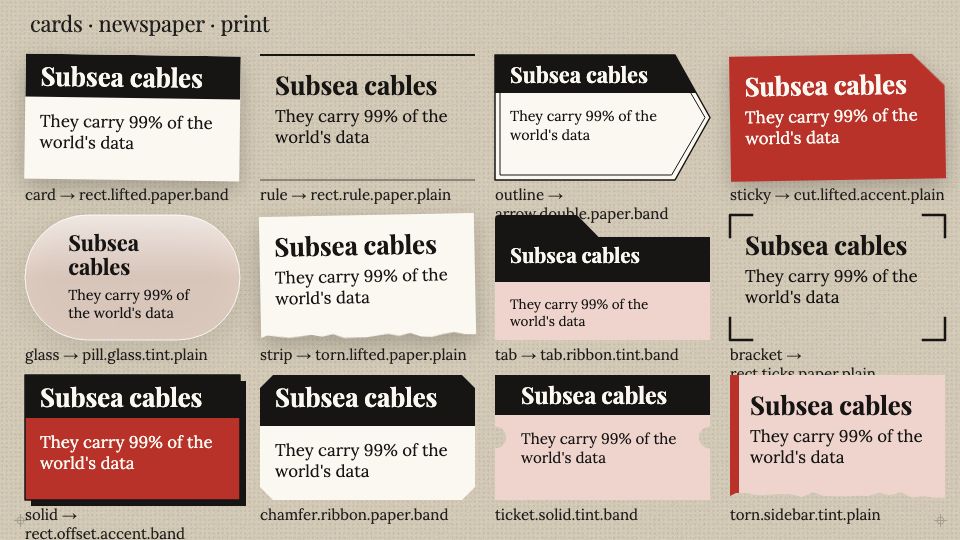 cards · newspaper · print
Subsea cables
They carry 99% of the
world's data
card → rect.lifted.paper.band
Subsea cables
They carry 99% of the
world's data
rule → rect.rule.paper.plain
Subsea cables
They carry 99% of the
world's data
outline →
arrow.double.paper.band
Subsea cables
They carry 99% of the
world's data
sticky → cut.lifted.accent.plain
Subsea
cables
They carry 99% of
the world's data
glass → pill.glass.tint.plain
Subsea cables
They carry 99% of the
world's data
strip → torn.lifted.paper.plain
Subsea cables
They carry 99% of the
world's data
tab → tab.ribbon.tint.band
Subsea cables
They carry 99% of the
world's data
bracket →
rect.ticks.paper.plain
Subsea cables
They carry 99% of the
world's data
solid →
rect.offset.accent.band
Subsea cables
They carry 99% of the
world's data
chamfer.ribbon.paper.band
Subsea cables
They carry 99% of the
world's data
ticket.solid.tint.band
Subsea cables
They carry 99% of the
world's data
torn.sidebar.tint.plain